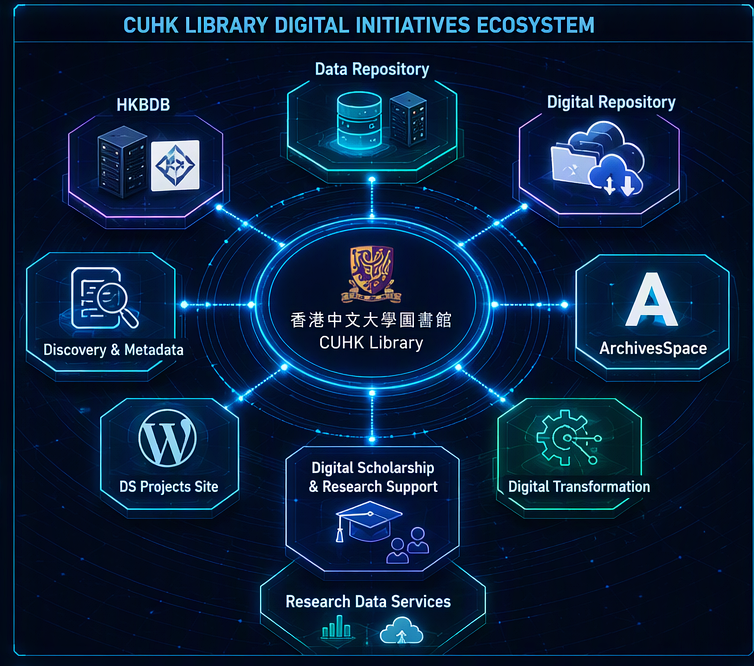 CUHK LIBRARY DIGITAL INITIATIVES ECOSYSTEM
Data Repository
HKBDB
Digital Repository
香港中文大學圖書館
CUHK Library
Discovery & Metadata
A
ArchivesSpace
W
DS Projects Site
Digital Scholarship
& Research Support
Digital Transformation
Research Data Services